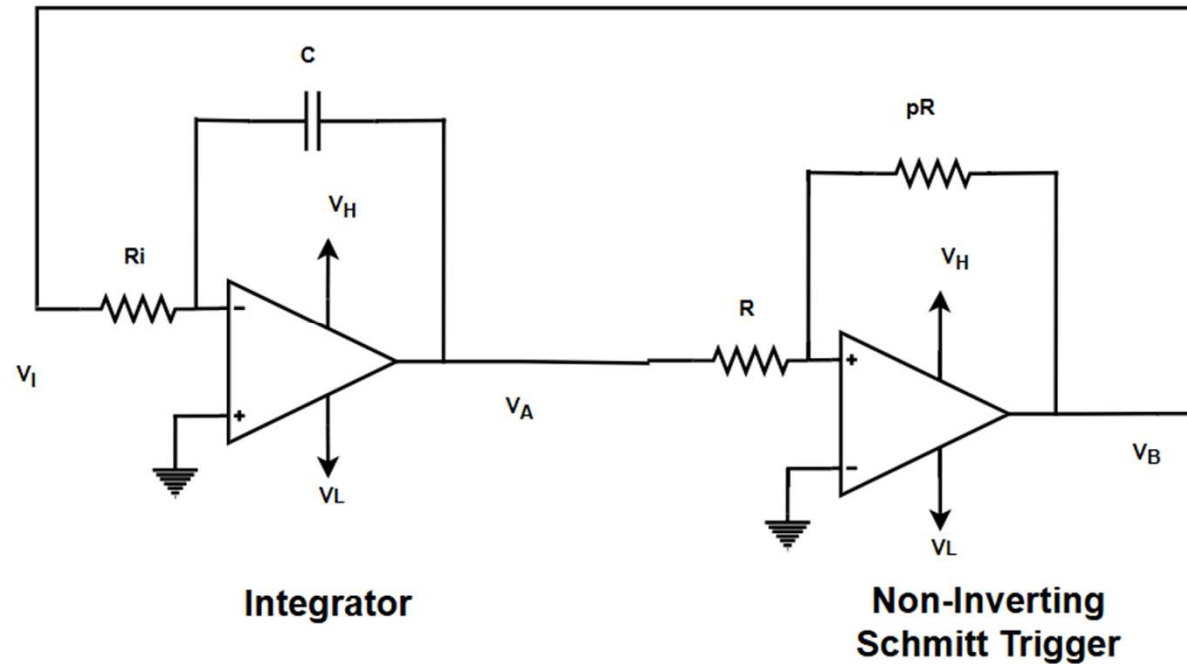 C
pR
VH
VH
Ri
R
-
+
VI
+
-
VA
VB
VL
VL
Integrator
Non-Inverting
Schmitt Trigger